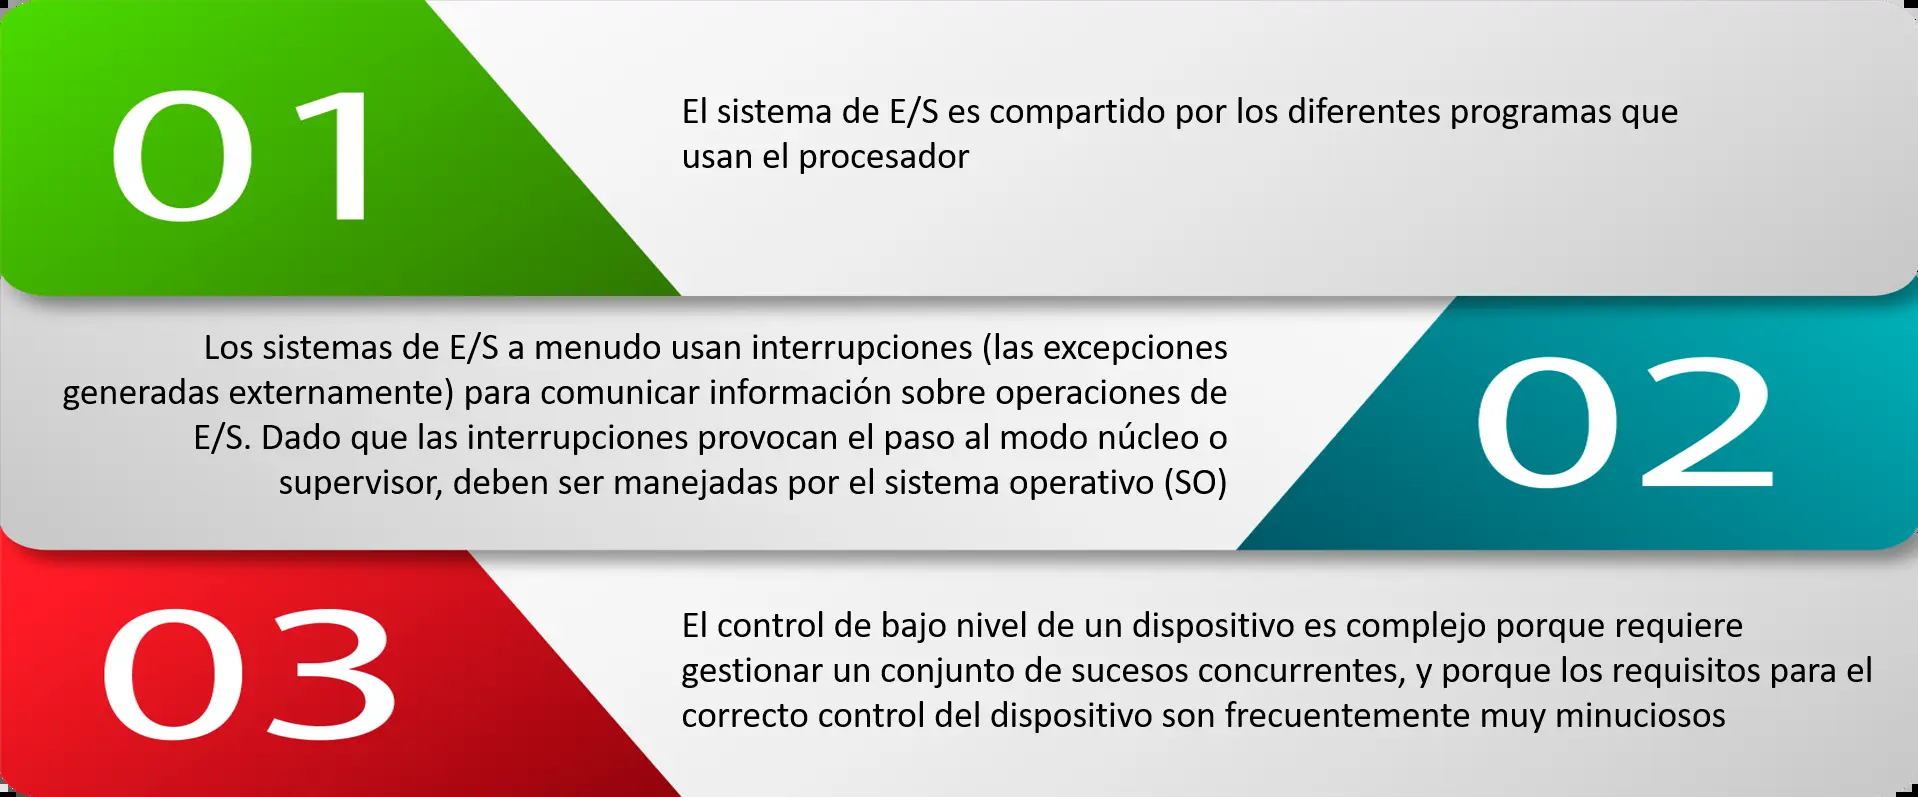 01
El sistema de E/S es compartido por los diferentes programas que
usan el procesador
Los sistemas de E/S a menudo usan interrupciones (las excepciones
generadas externamente) para comunicar información sobre operaciones de
E/S. Dado que las interrupciones provocan el paso al modo núcleo o
supervisor, deben ser manejadas por el sistema operativo (SO)
02
03
El control de bajo nivel de un dispositivo es complejo porque requiere
gestionar un conjunto de sucesos concurrentes, y porque los requisitos para el
correcto control del dispositivo son frecuentemente muy minuciosos